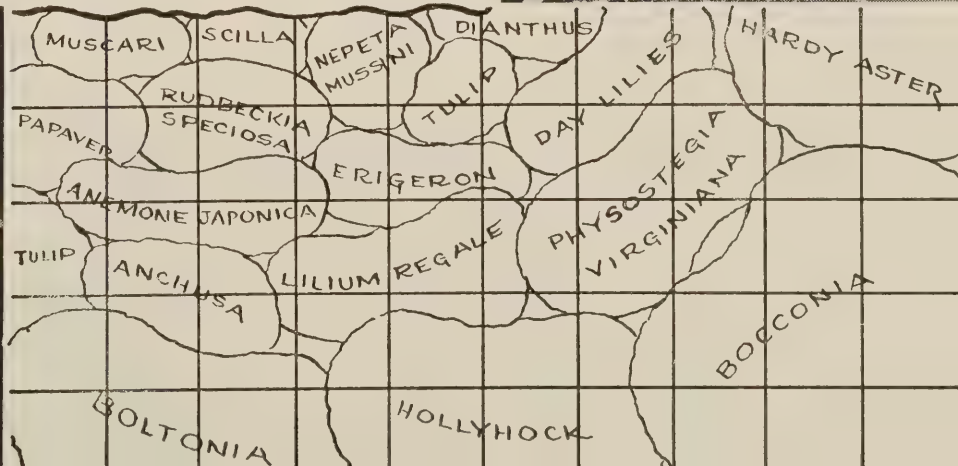 MUSCARI
SCILLA
NEPETA
MUSSINI
DIANTHUS
TULIP
DAY LILIES
HARDY ASTER
PAPAVER
RUDBECKIA
SPECIOSA
ERIGERON
PHYSOSTEGIA
VIRGINIANA
ANEMONE JAPONICA
TULIP
ANCHUSA
LILIUM REGALE
BOCCONIA
BOLTONIA
HOLLYHOCK